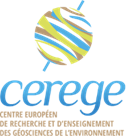 cerege
CENTRE EUROPÉEN
DE RECHERCHE ET D'ENSEIGNEMENT
DES GÉOSCIENCES DE L'ENVIRONNEMENT